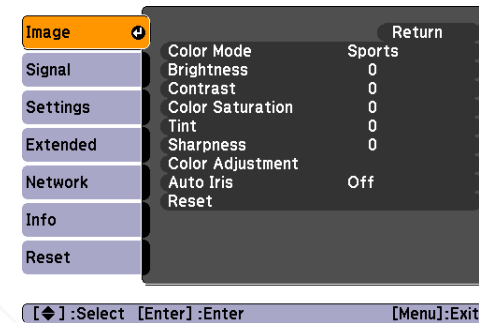 Image
Signal
Settings
Extended
Network
Info
Reset
Return
Color Mode Sports
Brightness 0
Contrast 0
Color Saturation 0
Tint 0
Sharpness 0
Color Adjustment
Auto Iris Off
Reset
[◆] :Select [Enter] :Enter [Menu]:Exit